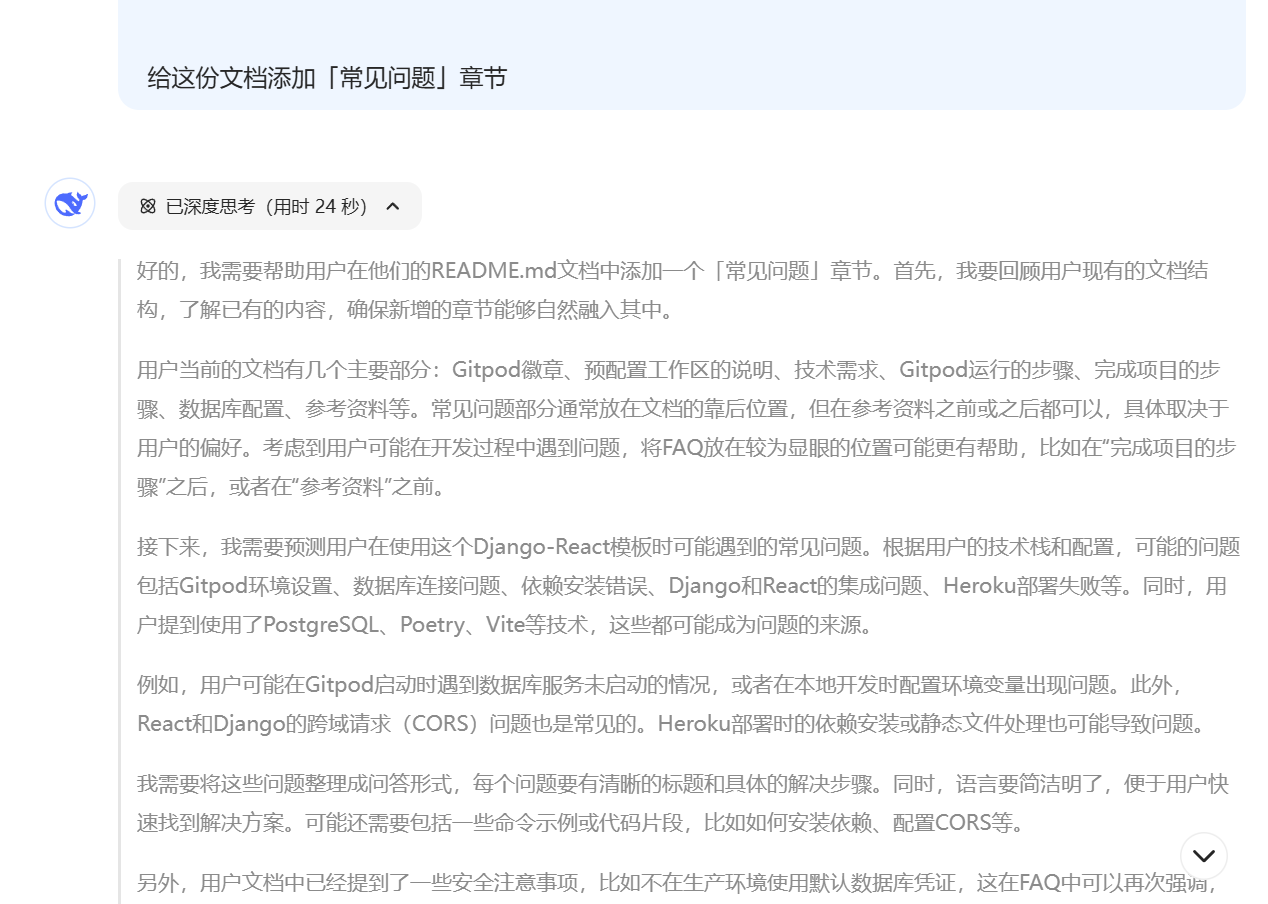 给这份文档添加「常见问题」章节
已深度思考（用时 24 秒）
好的，我需要帮助用户在他们的README.md文档中添加一个「常见问题」章节。首先，我要回顾用户现有的文档结
构，了解已有的内容，确保新增的章节能够自然融入其中。
用户当前的文档有几个主要部分：Gitpod徽章、预配置工作区的说明、技术需求、Gitpod运行的步骤、完成项目的步
骤、数据库配置、参考资料等。常见问题部分通常放在文档的靠后位置，但在参考资料之前或之后都可以，具体取决于
用户的偏好。考虑到用户可能在开发过程中遇到问题，将FAQ放在较为显眼的位置可能更有帮助，比如在“完成项目的步
骤”之后，或者在“参考资料”之前。
接下来，我需要预测用户在使用这个Django-React模板时可能遇到的常见问题。根据用户的技术栈和配置，可能的问题
包括Gitpod环境设置、数据库连接问题、依赖安装错误、Django和React的集成问题、Heroku部署失败等。同时，用
户提到使用了PostgreSQL、Poetry、Vite等技术，这些都可能成为问题的来源。
例如，用户可能在Gitpod启动时遇到数据库服务未启动的情况，或者在本地开发时配置环境变量出现问题。此外，
React和Django的跨域请求（CORS）问题也是常见的。Heroku部署时的依赖安装或静态文件处理也可能导致问题。
我需要将这些问题整理成问答形式，每个问题要有清晰的标题和具体的解决步骤。同时，语言要简洁明了，便于用户快
速找到解决方案。可能还需要包括一些命令示例或代码片段，比如如何安装依赖、配置CORS等。
另外，用户文档中已经提到了一些安全注意事项，比如不在生产环境使用默认数据库凭证，这在FAQ中可以再次强调，